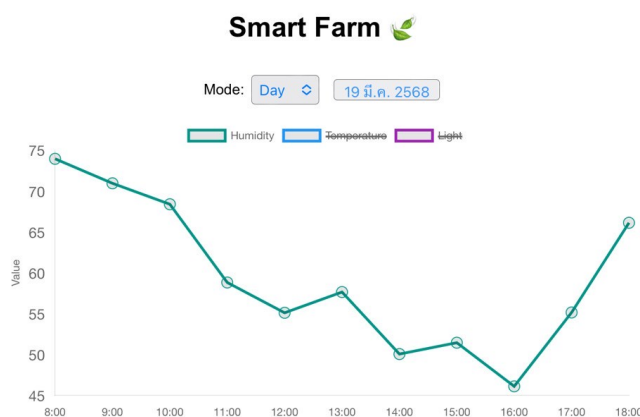 Smart Farm 🌿
Mode: Day 19 มี.ค. 2568
Humidity Temperature Light
75
70
65
60
55
50
45
Value
8:00 9:00 10:00 11:00 12:00 13:00 14:00 15:00 16:00 17:00 18:00